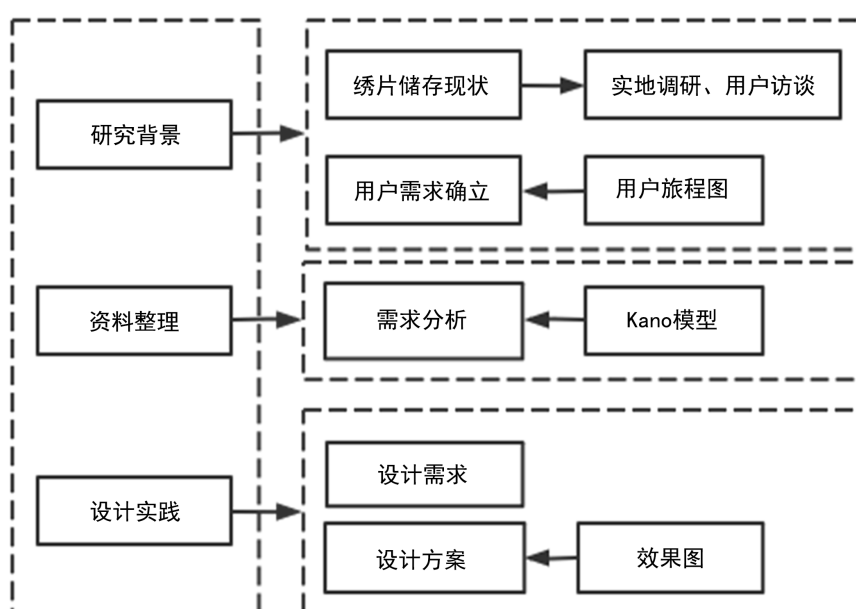 绣片储存现状
实地调研、用户访谈
研究背景
用户需求确立
用户旅程图
资料整理
需求分析
Kano模型
设计需求
设计实践
设计方案
效果图